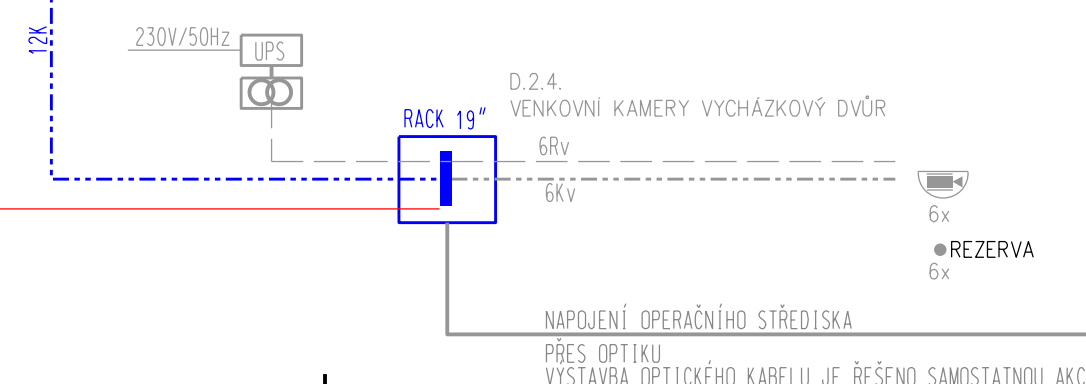 12K
230V/50Hz
UPS
D.2.4.
VENKOVNÍ KAMERY VYCHÁZKOVÝ DVŮR
RACK 19"
6Rv
6Kv
6x
REZERVA
6x
NAPOJENÍ OPERAČNÍHO STŘEDISKA
PŘES OPTIKU
VÝSTAVBA OPTICKÉHO KABELU JE ŘEŠENO SAMOSTATNOU AKC